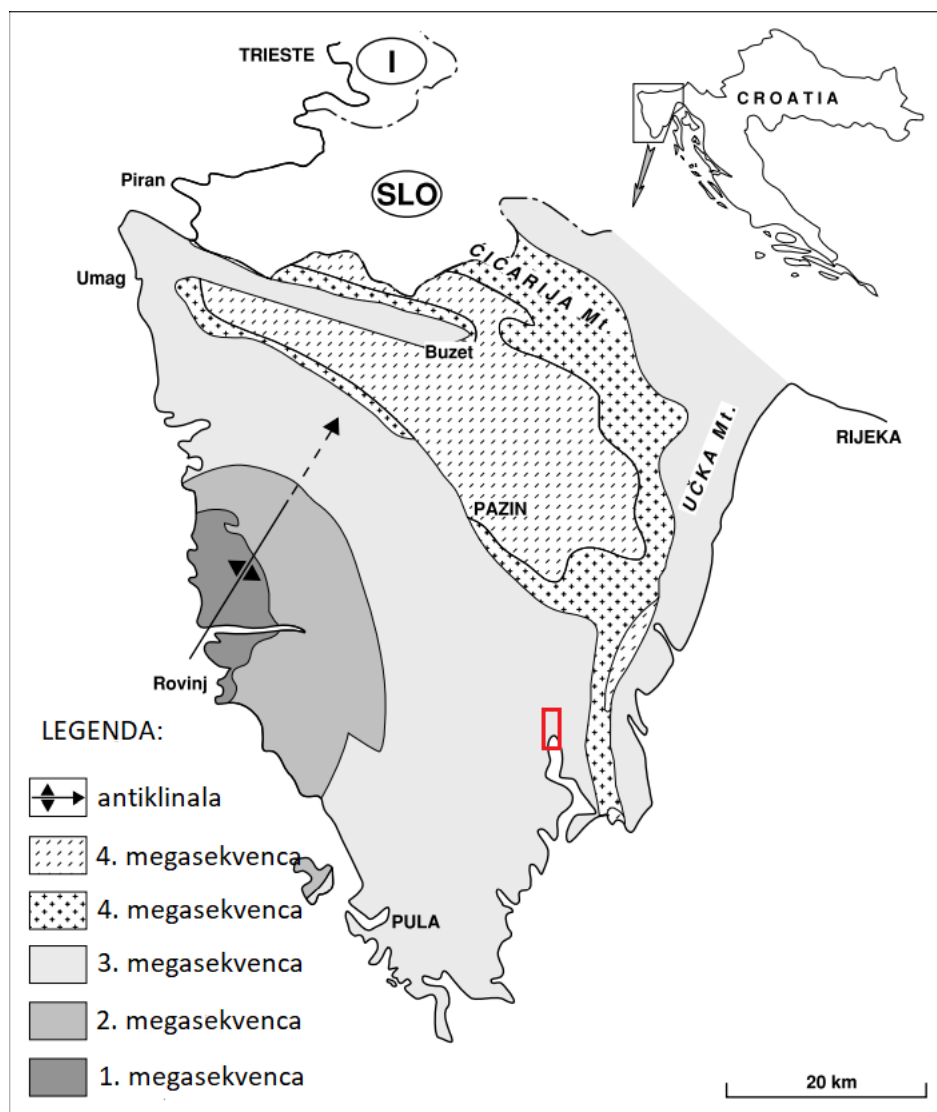 TRIESTE
I
CROATIA
Piran
SLO
ĆIĆARIJA Mt.
Umag
Buzet
UČKA Mt.
RIJEKA
PAZIN
Rovinj
LEGENDA:
antiklinala
4. megasekvenca
4. megasekvenca
PULA
3. megasekvenca
2. megasekvenca
1. megasekvenca
20 km